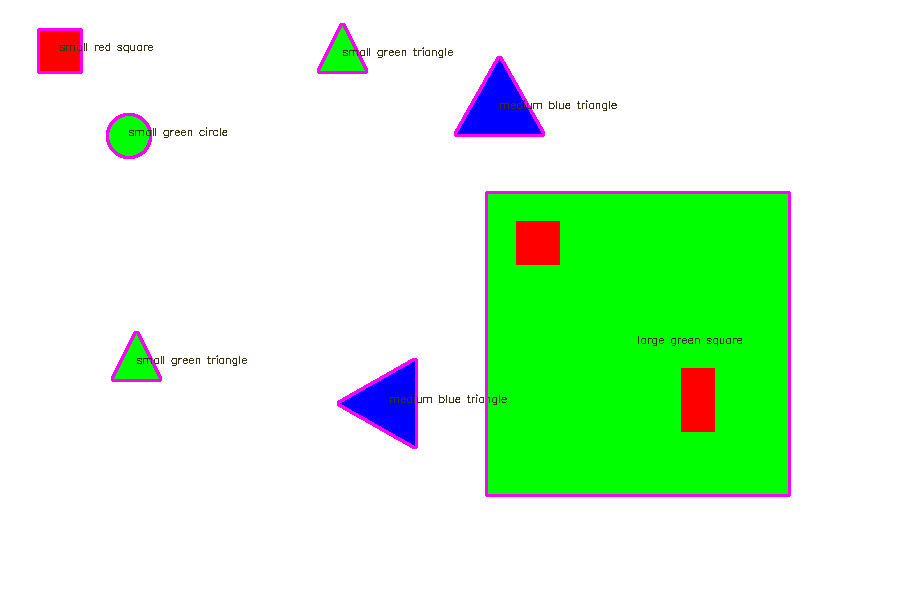 small red square
small green triangle
medium blue triangle
small green circle
large green square
small green triangle
medium blue triangle